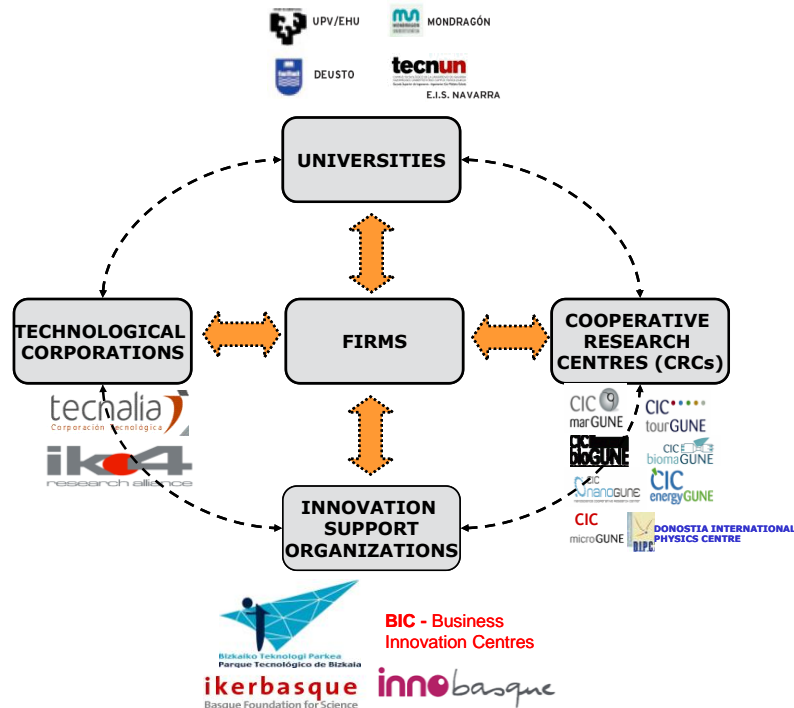 UPV/EHU
MONDRAGÓN
DEUSTO
tecnun
E.I.S. NAVARRA
UNIVERSITIES
TECHNOLOGICAL
CORPORATIONS
FIRMS
COOPERATIVE
RESEARCH
CENTRES (CRCs)
tecnalia
Corporación Tecnológica
ik4
research alliance
CIC
marGUNE
CIC
tourGUNE
CIC
bioGUNE
CIC
biomaGUNE
CIC
nanoGUNE
CIC
energyGUNE
CIC
microGUNE
D.I.P.C.
DONOSTIA INTERNATIONAL
PHYSICS CENTRE
INNOVATION
SUPPORT
ORGANIZATIONS
Bizkaiko Teknologi Parkea
Parque Tecnológico de Bizkaia
BIC - Business
Innovation Centres
ikerbasque
Basque Foundation for Science
innobasque